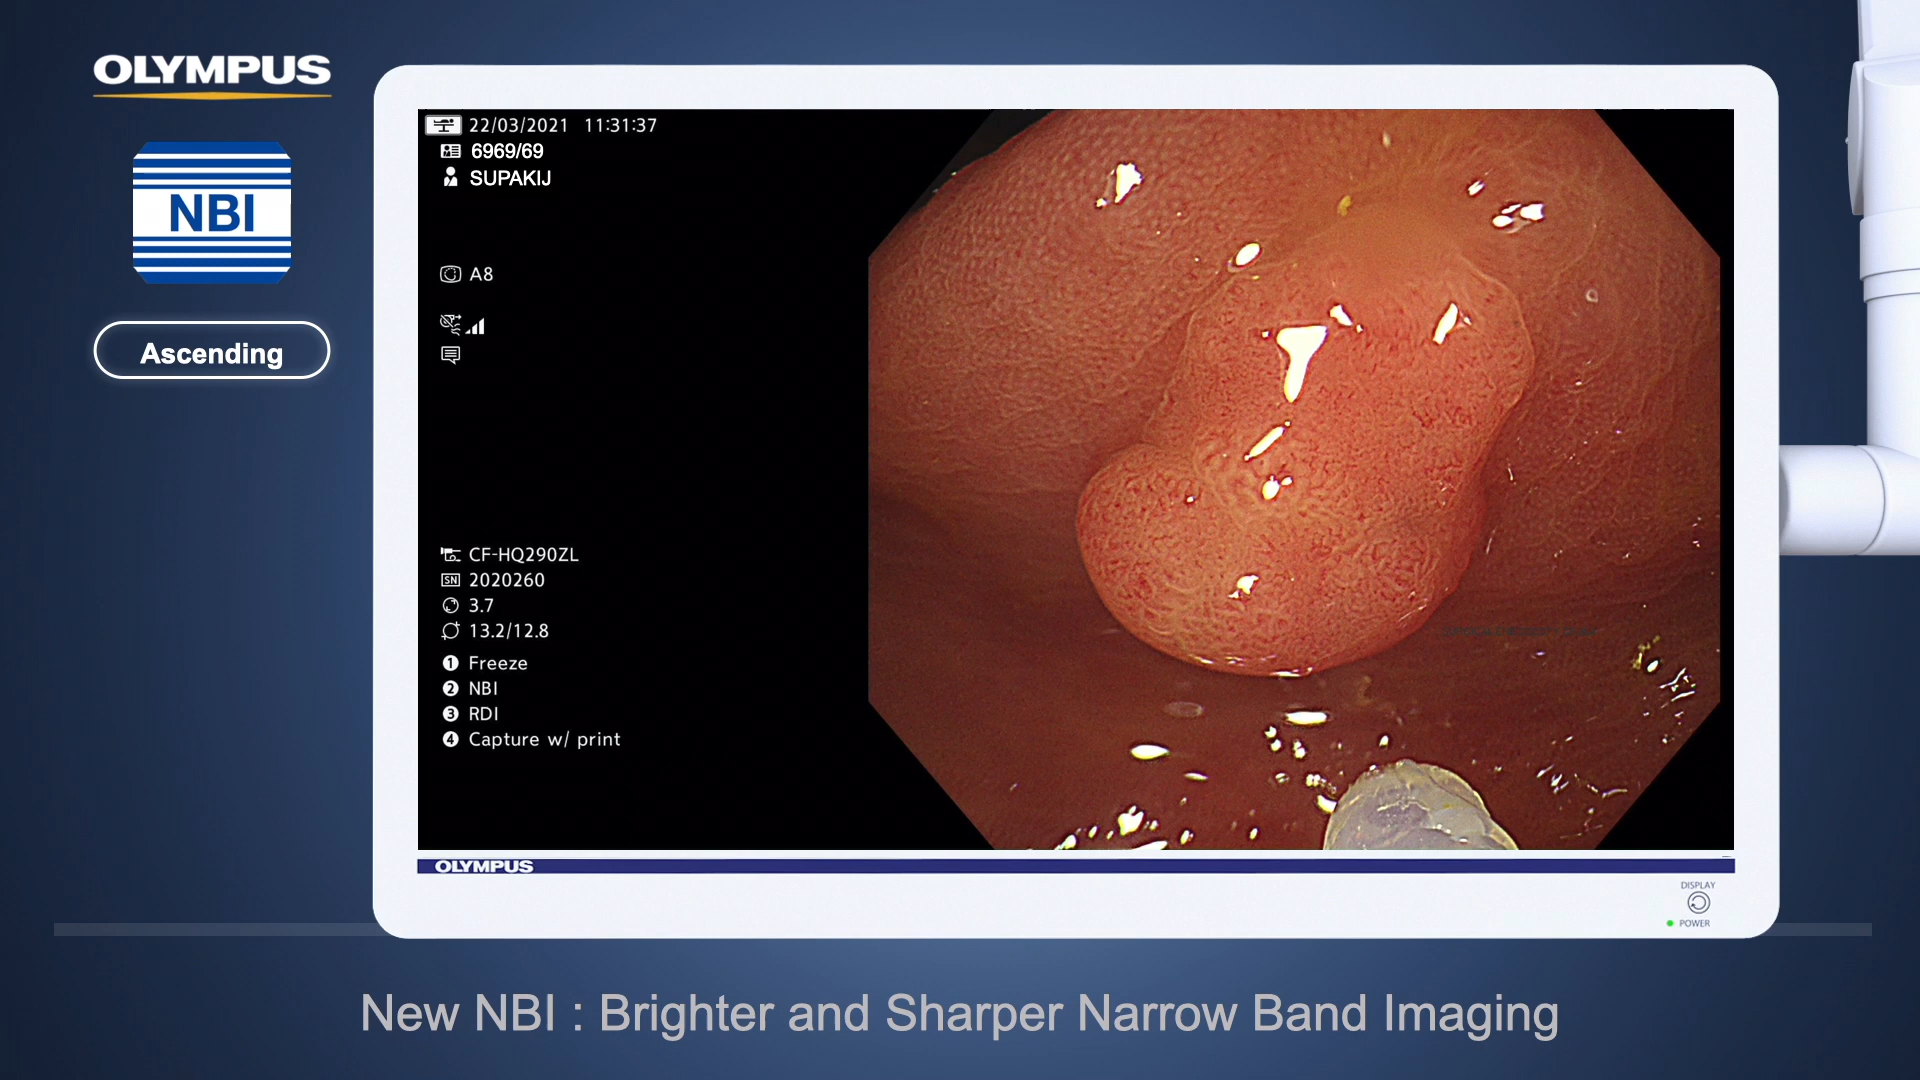 OLYMPUS
NBI
Ascending
22/03/2021 11:31:37
6969/69
SUPAKIJ
A8
CF-HQ290ZL
SN 2020260
3.7
13.2/12.8
1 Freeze
2 NBI
3 RDI
4 Capture w/ print
OLYMPUS
DISPLAY
POWER
New NBI : Brighter and Sharper Narrow Band Imaging